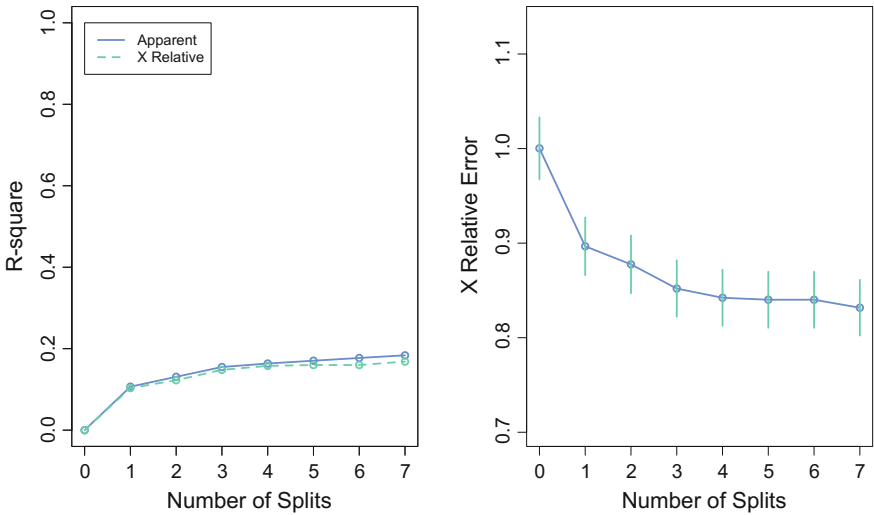 Apparent
X Relative
R-square
0.0 0.2 0.4 0.6 0.8 1.0
0 1 2 3 4 5 6 7
Number of Splits
X Relative Error
0.7 0.8 0.9 1.0 1.1
0 1 2 3 4 5 6 7
Number of Splits